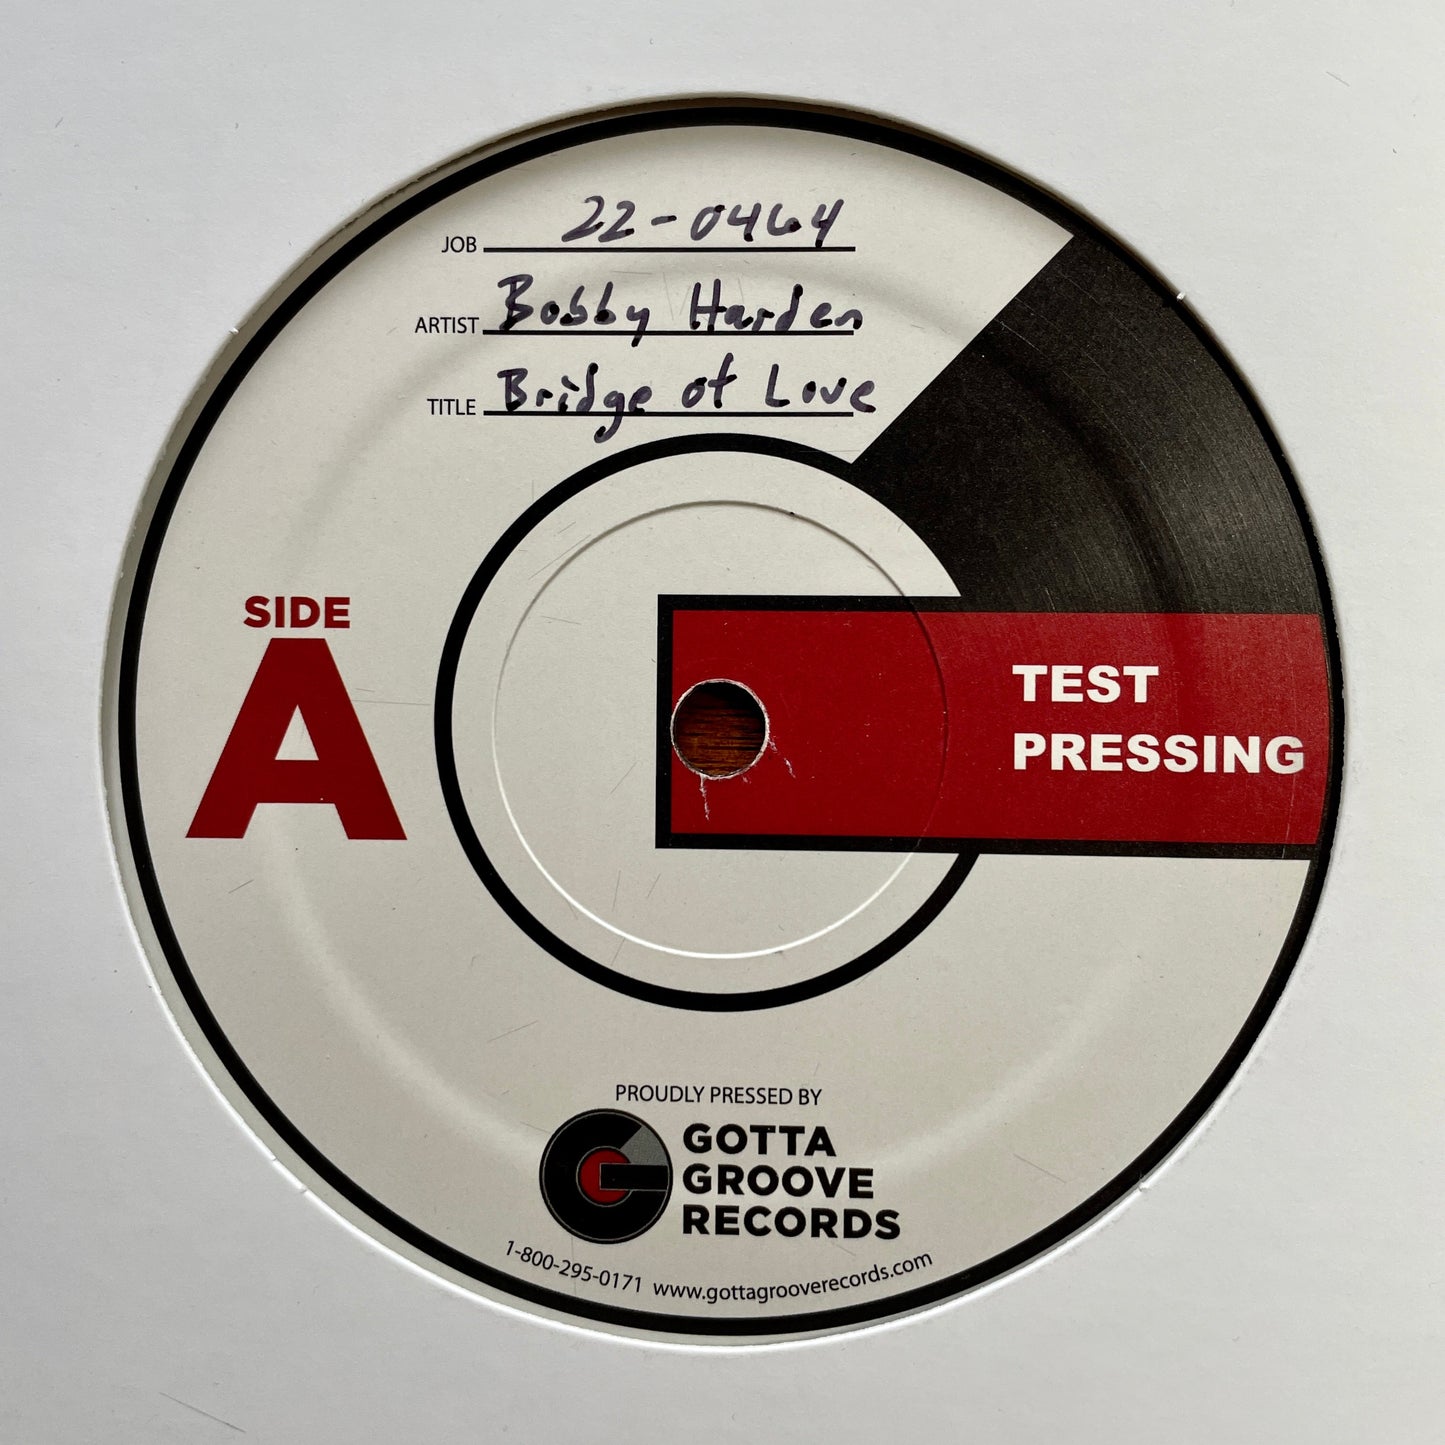 JOB 22-0464
ARTIST Bobby Harden
TITLE Bridge of Love
SIDE
A
TEST
PRESSING
PROUDLY PRESSED BY
GOTTA
GROOVE
RECORDS
1-800-295-0171 www.gottagrooverecords.com